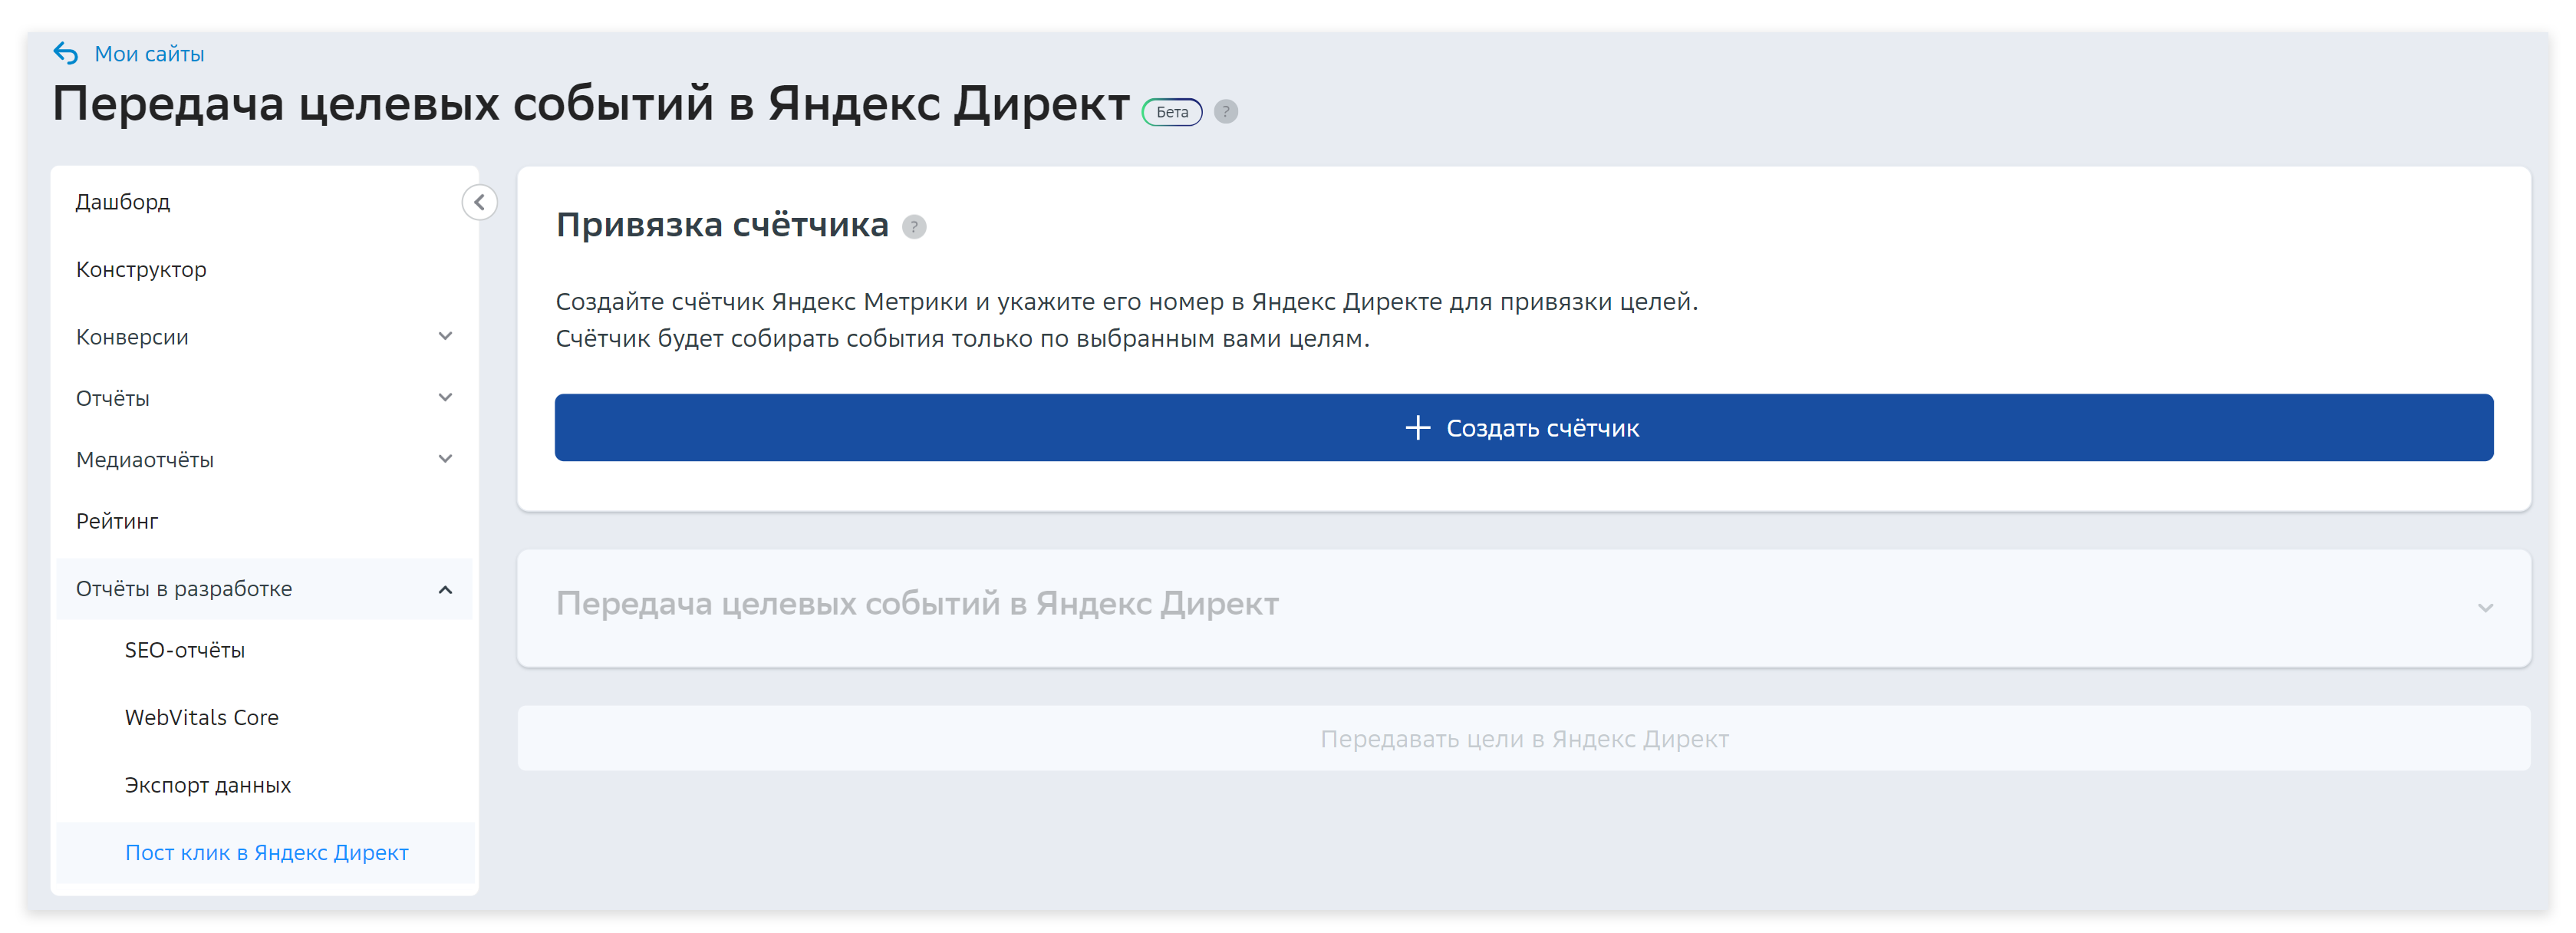 Мои сайты
Передача целевых событий в Яндекс Директ Бета ?
Дашборд
Конструктор
Конверсии
Отчёты
Медиаотчёты
Рейтинг
Отчёты в разработке
SEO-отчёты
WebVitals Core
Экспорт данных
Пост клик в Яндекс Директ
Привязка счётчика ?
Создайте счётчик Яндекс Метрики и укажите его номер в Яндекс Директе для привязки целей.
Счётчик будет собирать события только по выбранным вами целям.
+ Создать счётчик
Передача целевых событий в Яндекс Директ
Передавать цели в Яндекс Директ